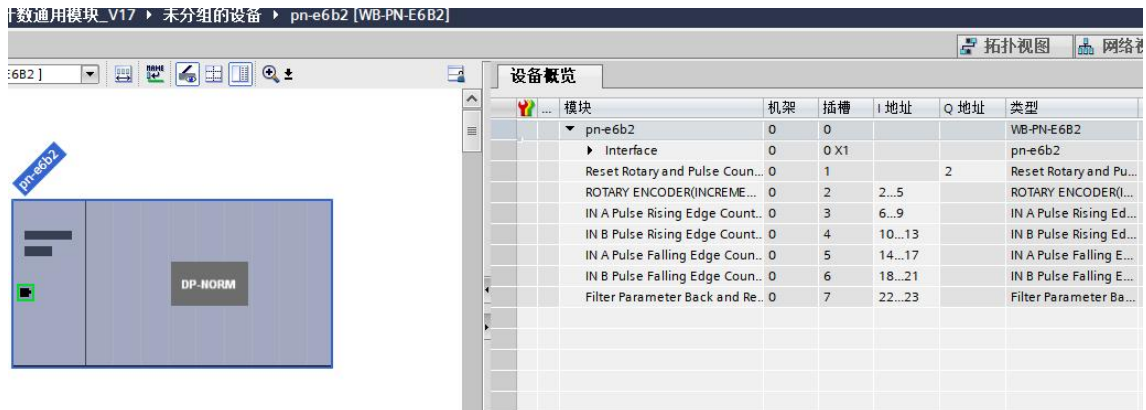 计数通用模块_V17 ▸ 未分组的设备 ▸ pn-e6b2 [WB-PN-E6B2]
拓扑视图 网络
:6B2 ]
设备概览
... 模块 机架 插槽 I 地址 Q 地址 类型
pn-e6b2 0 0 WB-PN-E6B2
Interface 0 0 X1 pn-e6b2
Reset Rotary and Pulse Coun... 0 1 2 Reset Rotary and Pu...
ROTARY ENCODER(INCREME... 0 2 2...5 ROTARY ENCODER(I...
IN A Pulse Rising Edge Count.. 0 3 6...9 IN A Pulse Rising Ed...
IN B Pulse Rising Edge Count.. 0 4 10...13 IN B Pulse Rising Ed...
IN A Pulse Falling Edge Coun.. 0 5 14...17 IN A Pulse Falling E...
IN B Pulse Falling Edge Coun.. 0 6 18...21 IN B Pulse Falling E...
Filter Parameter Back and Re.. 0 7 22...23 Filter Parameter Ba...
pn-e6b2
DP-NORM